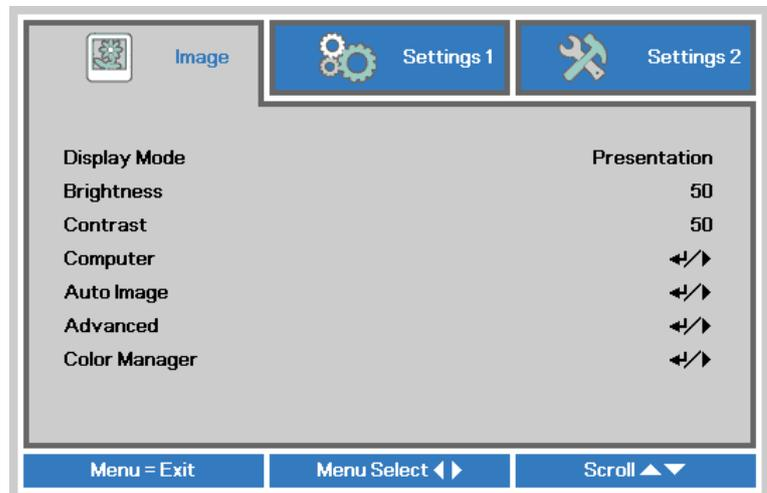 Image Settings 1 Settings 2
Display Mode Presentation
Brightness 50
Contrast 50
Computer ↵/▶
Auto Image ↵/▶
Advanced ↵/▶
Color Manager ↵/▶
Menu = Exit Menu Select ◀▶ Scroll ▲▼